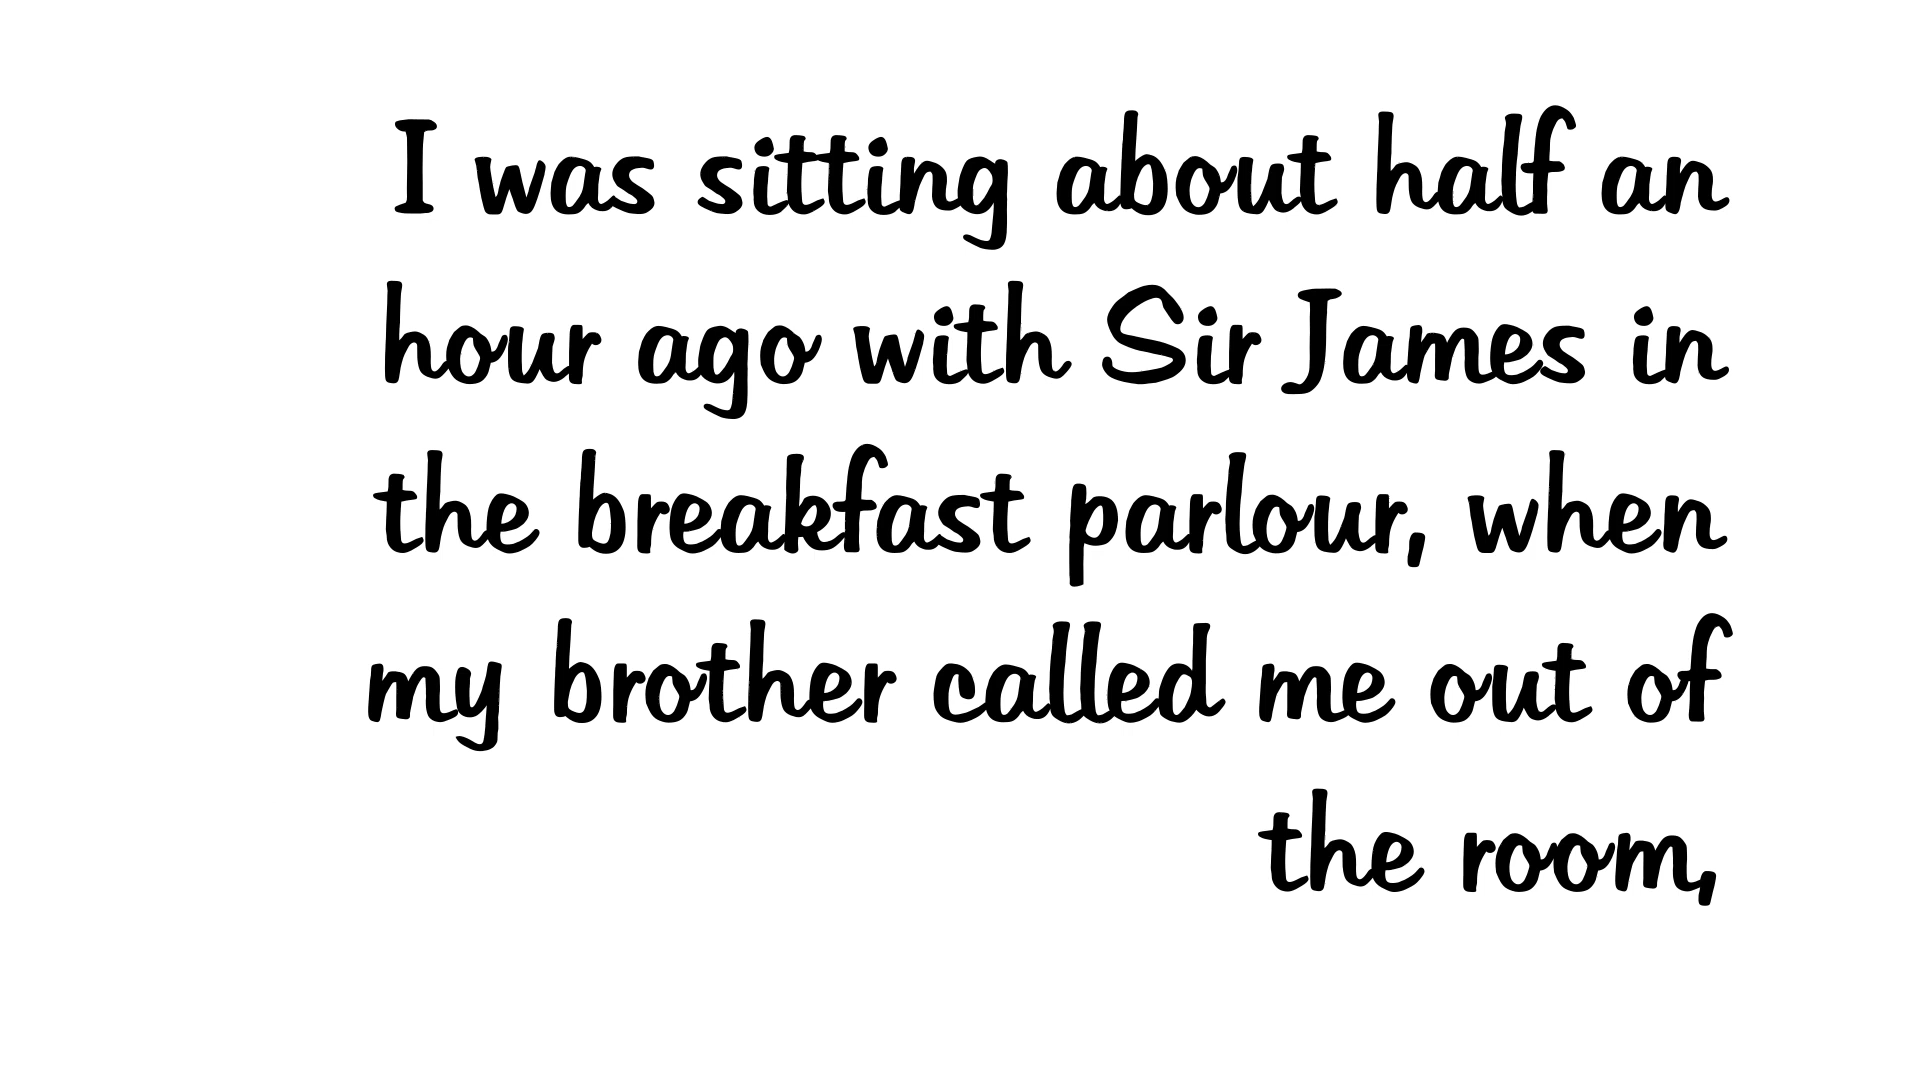 I was sitting about half an
hour ago with Sir James in
the breakfast parlour, when
my brother called me out of
the room,